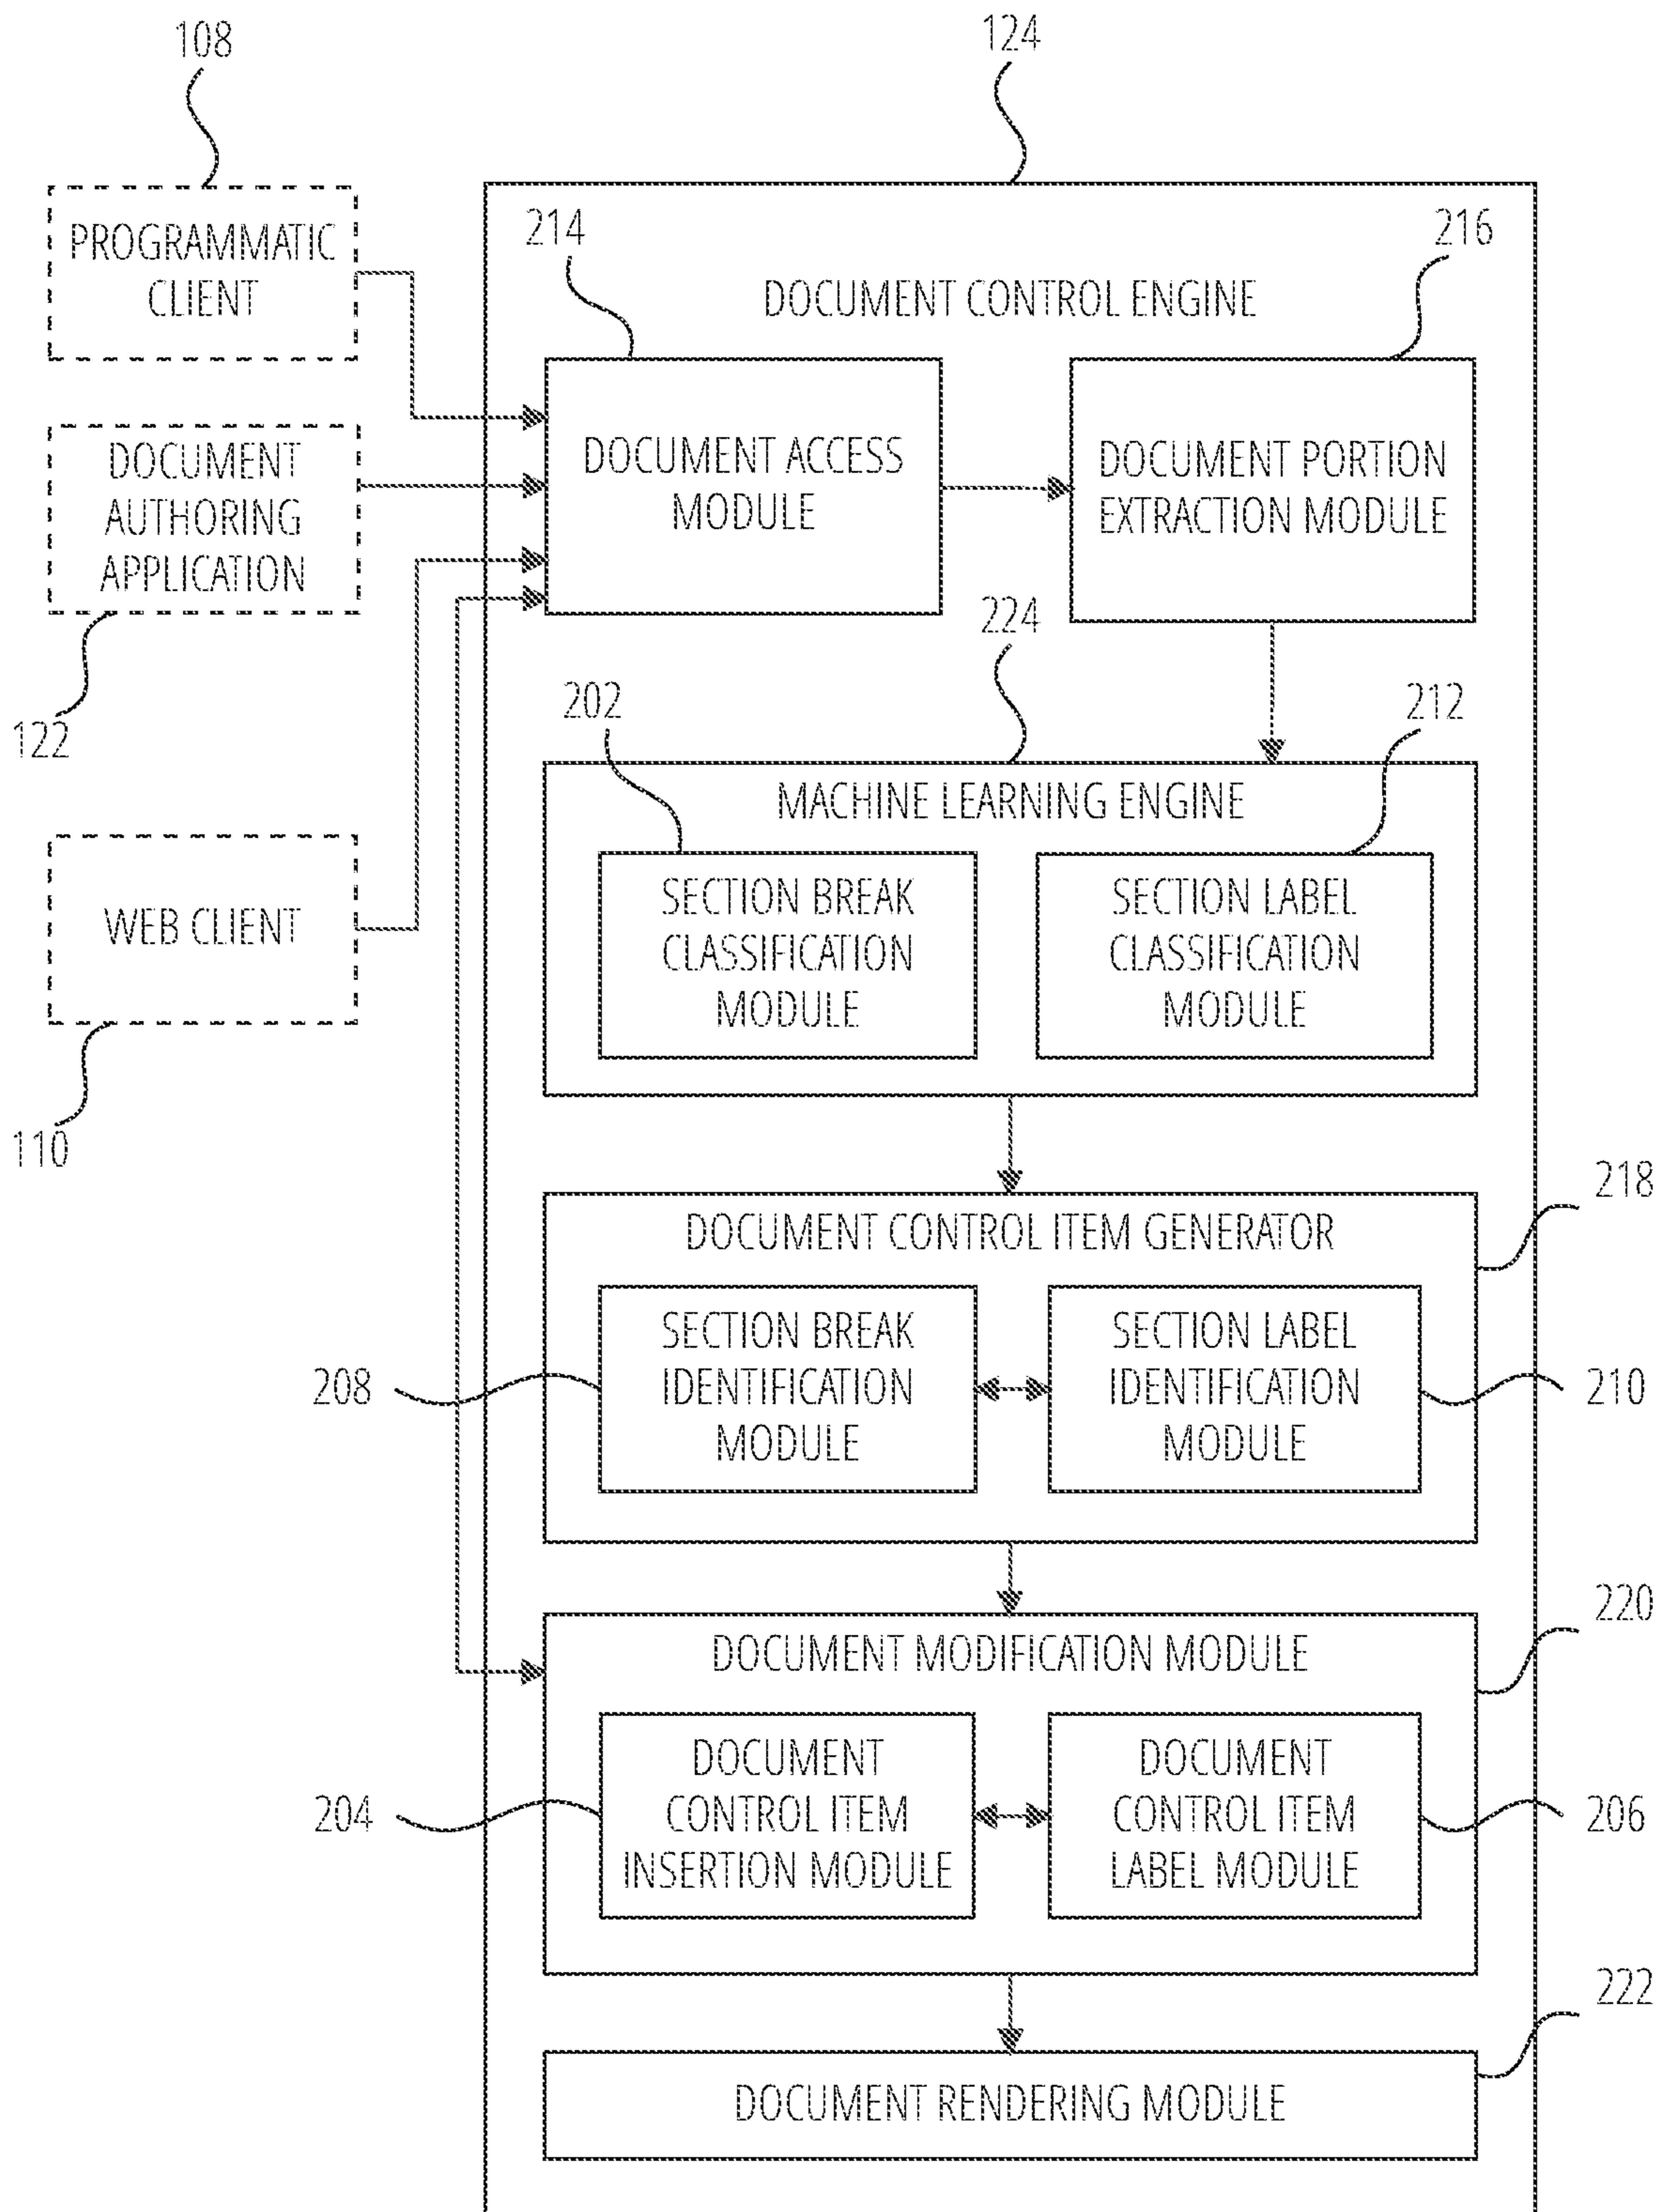 108
124
PROGRAMMATIC
CLIENT
214
216
DOCUMENT CONTROL ENGINE
DOCUMENT
AUTHORING
APPLICATION
DOCUMENT ACCESS
MODULE
DOCUMENT PORTION
EXTRACTION MODULE
122
224
202
212
MACHINE LEARNING ENGINE
WEB CLIENT
SECTION BREAK
CLASSIFICATION
MODULE
SECTION LABEL
CLASSIFICATION
MODULE
110
218
DOCUMENT CONTROL ITEM GENERATOR
208
SECTION BREAK
IDENTIFICATION
MODULE
SECTION LABEL
IDENTIFICATION
MODULE
210
220
DOCUMENT MODIFICATION MODULE
204
DOCUMENT
CONTROL ITEM
INSERTION MODULE
DOCUMENT
CONTROL ITEM
LABEL MODULE
206
222
DOCUMENT RENDERING MODULE